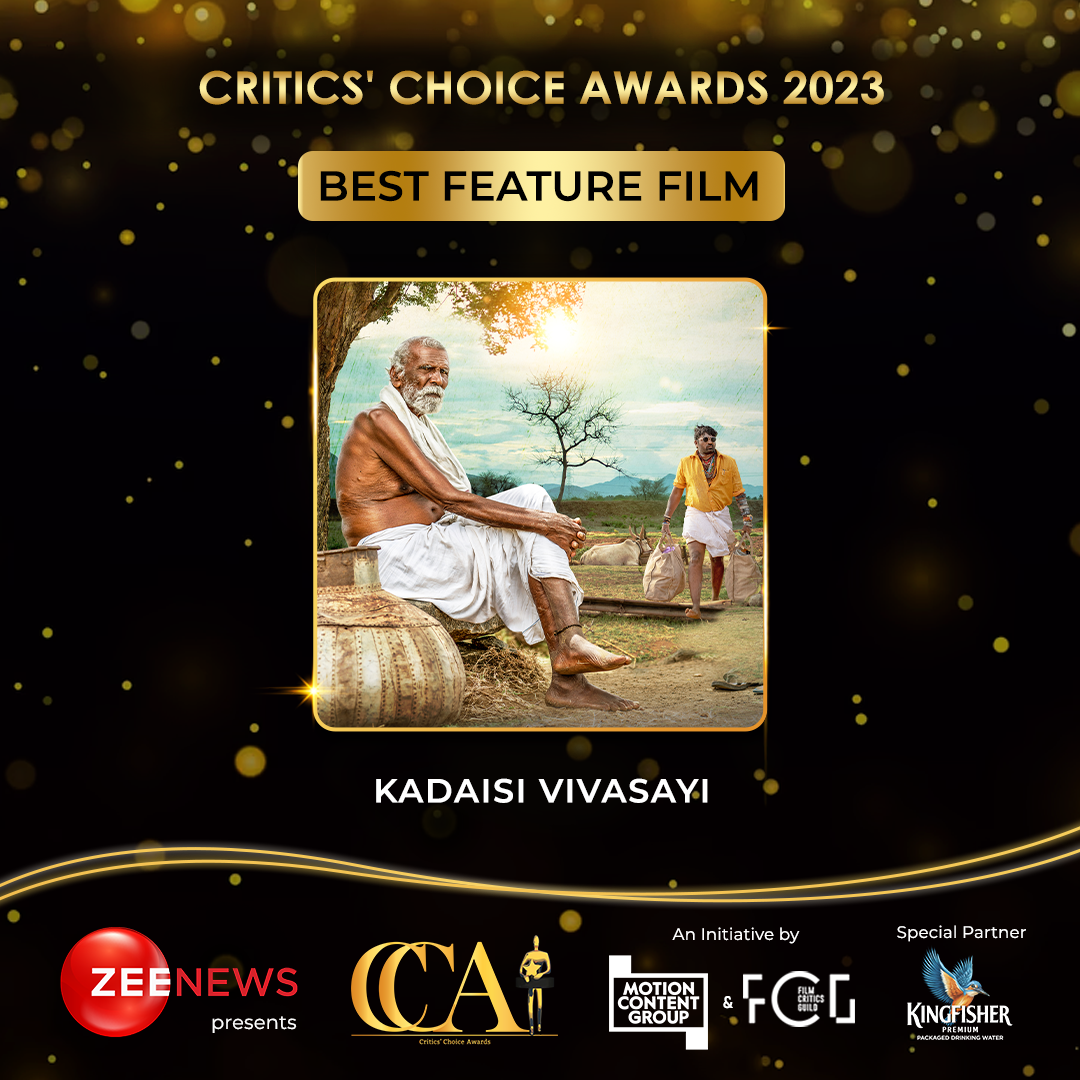 CRITICS' CHOICE AWARDS 2023
BEST FEATURE FILM
KADAISI VIVASAYI
ZEENEWS
presents
CCA
Critics' Choice Awards
An Initiative by
MOTION
CONTENT
GROUP
&
FCG
FILM
CRITICS
GUILD
Special Partner
KINGFISHER
PREMIUM
PACKAGED DRINKING WATER